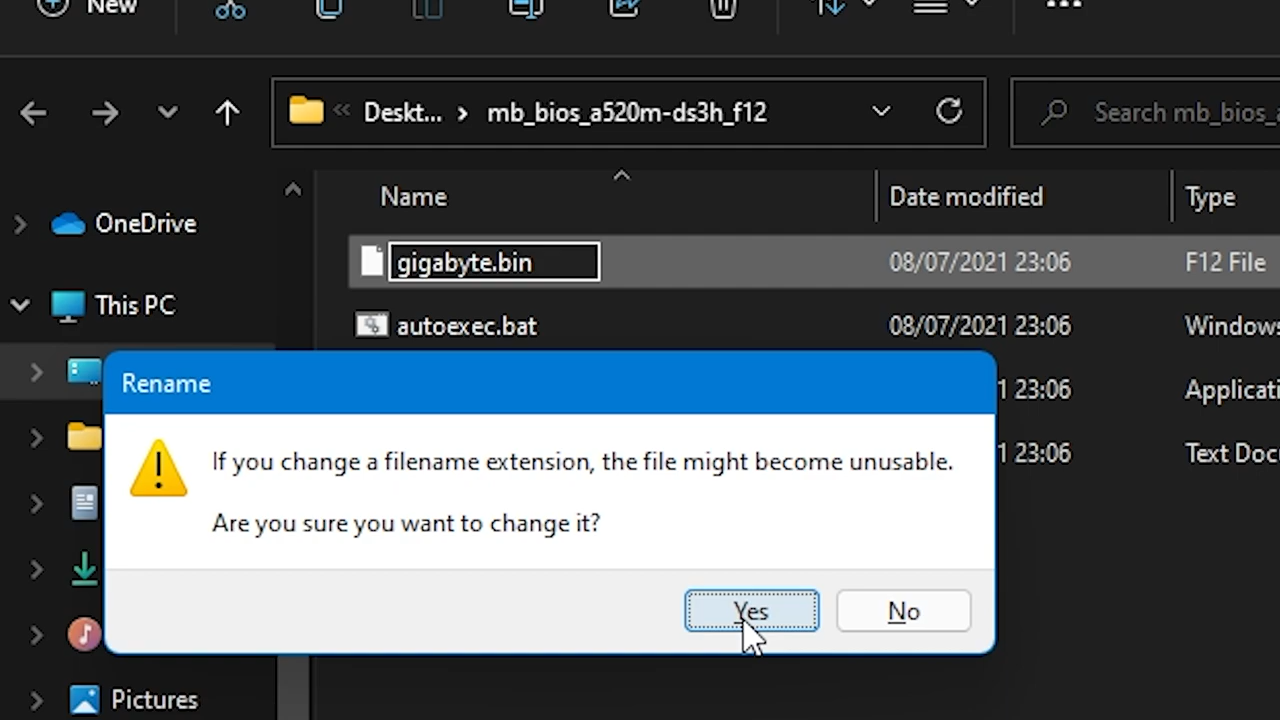 New
Deskt... › mb_bios_a520m-ds3h_f12
Search mb_bios_
Name
Date modified
Type
OneDrive
gigabyte.bin
08/07/2021 23:06
F12 File
This PC
autoexec.bat
08/07/2021 23:06
Windows
Rename
1 23:06
Applicati
If you change a filename extension, the file might become unusable.
1 23:06
Text Doc
Are you sure you want to change it?
Yes
No
Pictures